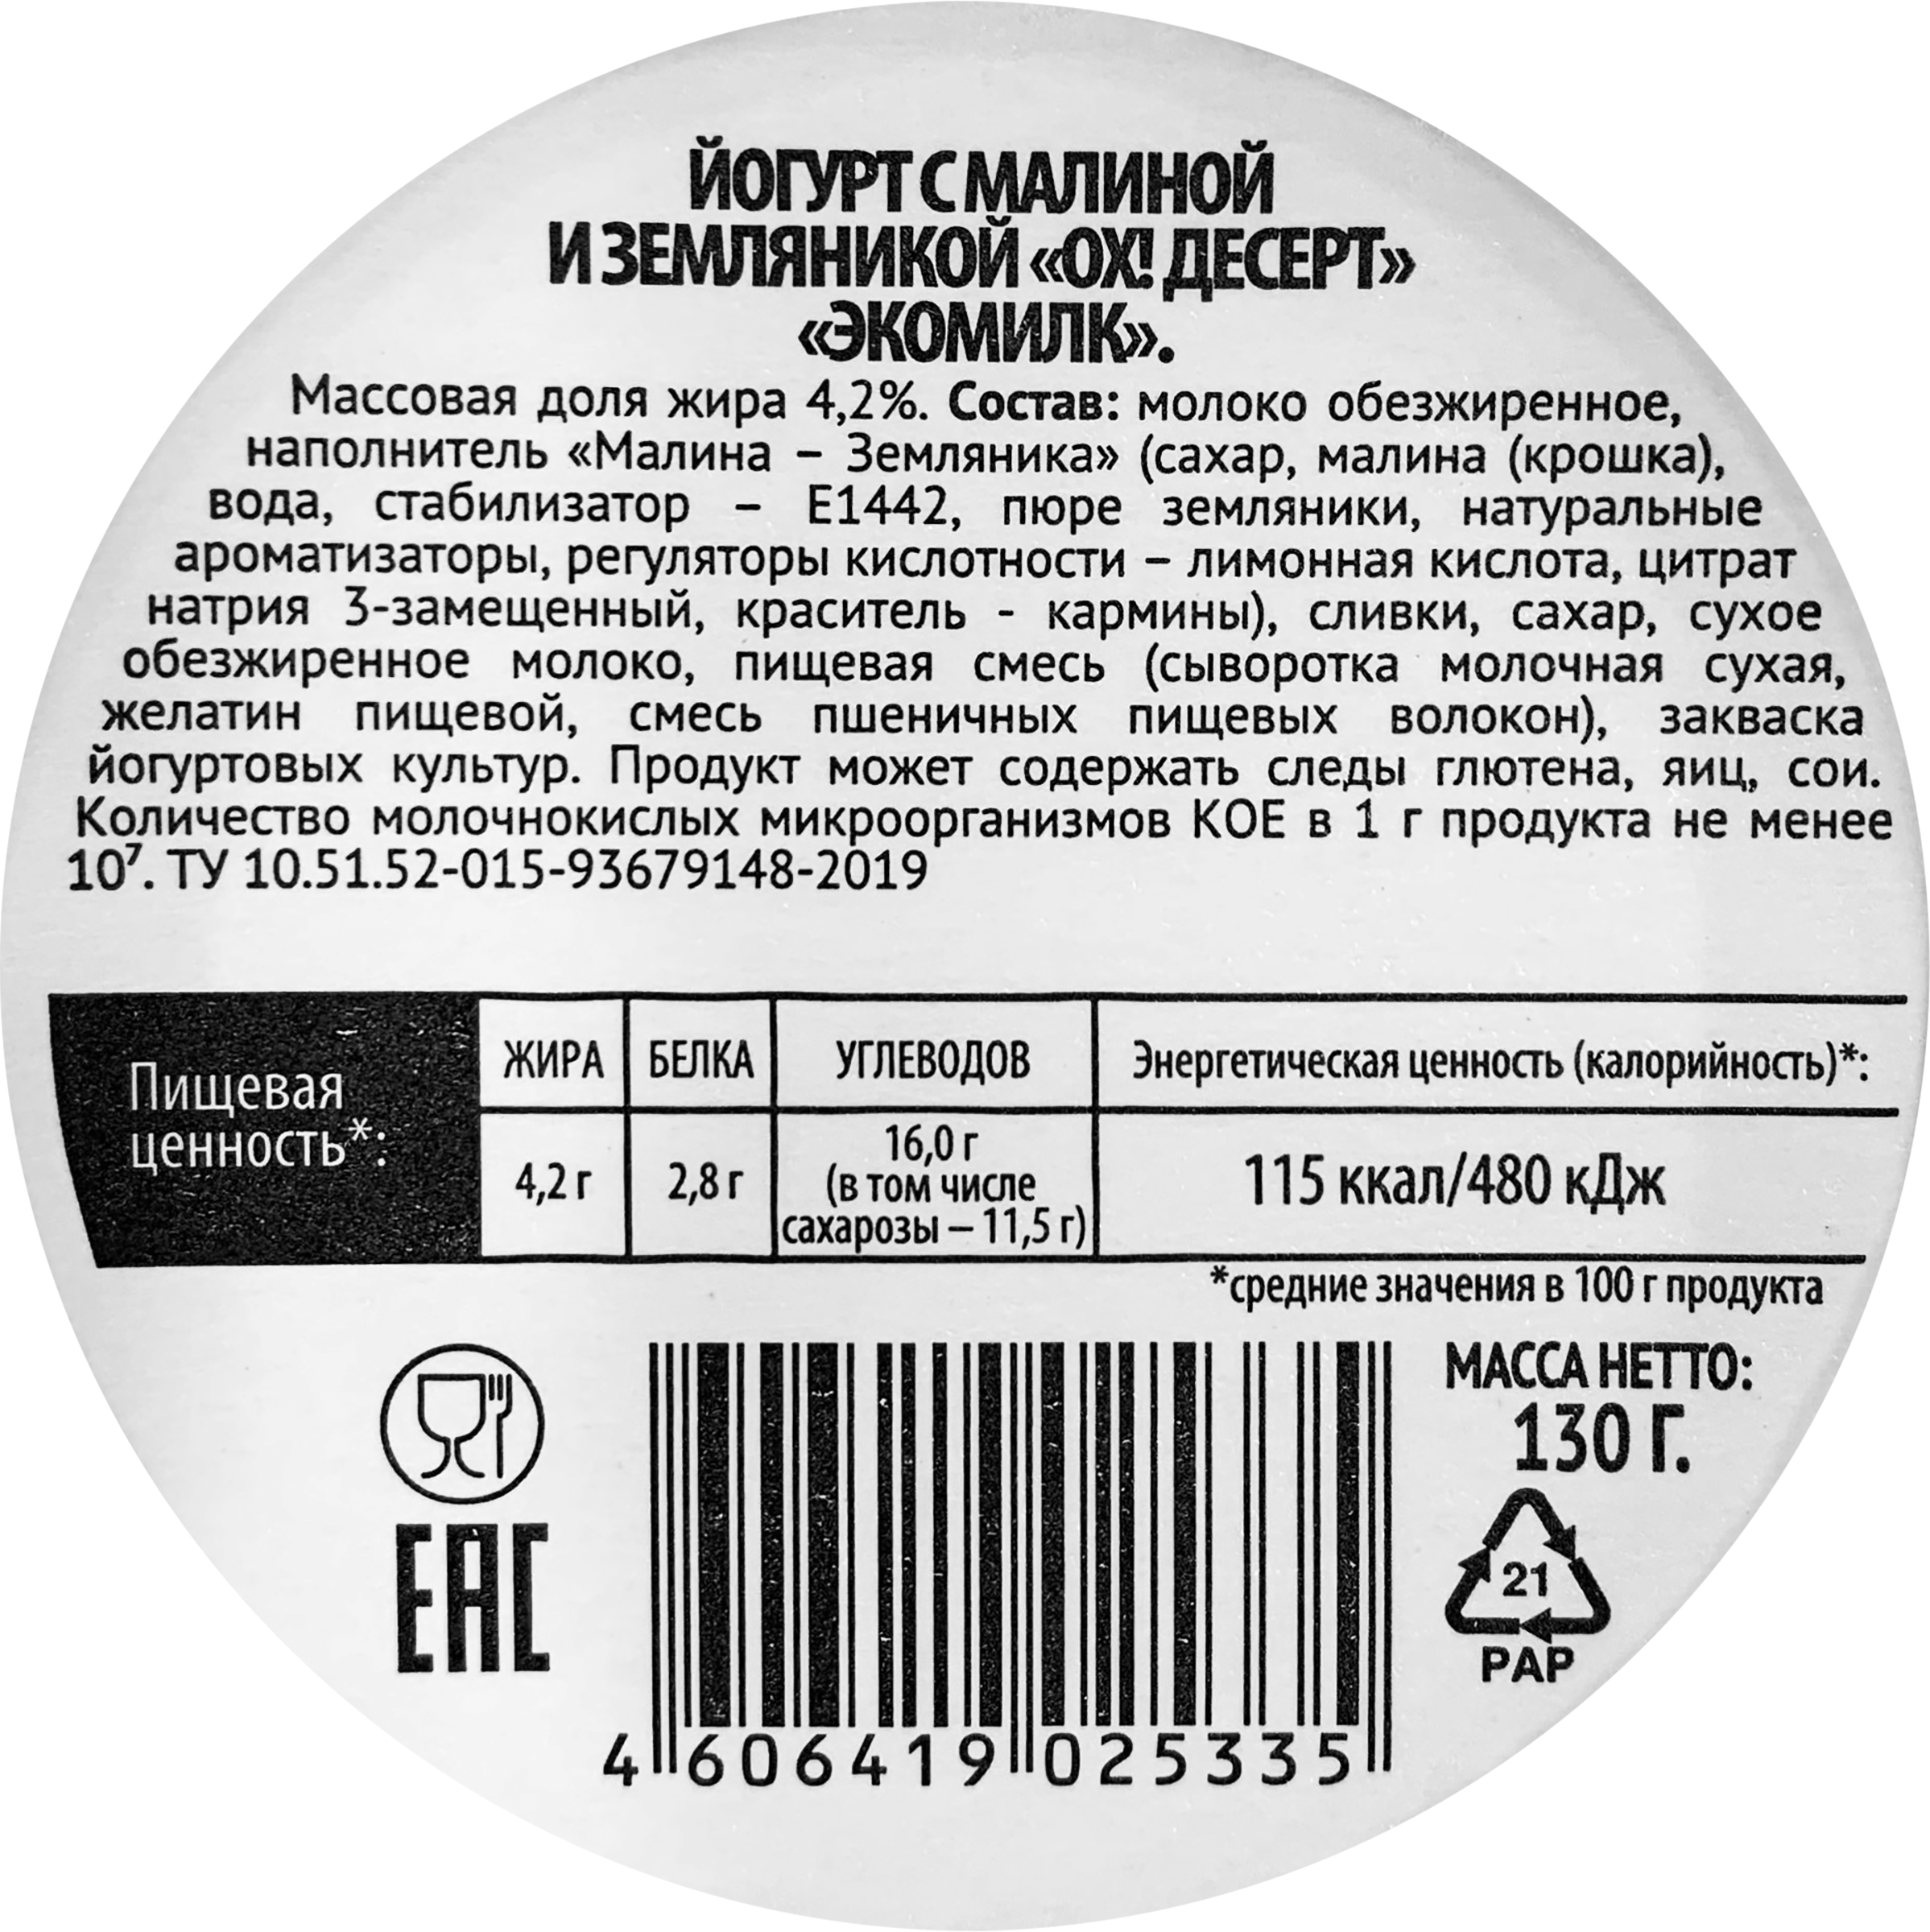 ЙОГУРТ С МАЛИНОЙ
И ЗЕМЛЯНИКОЙ «ОХ! ДЕСЕРТ»
«ЭКОМИЛК».
Массовая доля жира 4,2%. Состав: молоко обезжиренное,
наполнитель «Малина – Земляника» (сахар, малина (крошка),
вода, стабилизатор – Е1442, пюре земляники, натуральные
ароматизаторы, регуляторы кислотности – лимонная кислота, цитрат
натрия 3-замещенный, краситель - кармины), сливки, сахар, сухое
обезжиренное молоко, пищевая смесь (сыворотка молочная сухая,
желатин пищевой, смесь пшеничных пищевых волокон), закваска
йогуртовых культур. Продукт может содержать следы глютена, яиц, сои.
Количество молочнокислых микроорганизмов КОЕ в 1 г продукта не менее
10⁷. ТУ 10.51.52-015-93679148-2019
Пищевая
ценность*:
ЖИРА БЕЛКА УГЛЕВОДОВ Энергетическая ценность (калорийность)*:
4,2 г 2,8 г 16,0 г
(в том числе
сахарозы – 11,5 г)
115 ккал/480 кДж
*средние значения в 100 г продукта
МАССА НЕТТО:
130 Г.
ЕАС
21
PAP
4 606419 025335